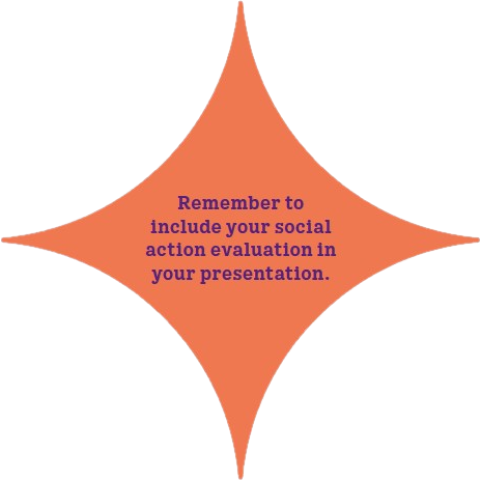 Remember to
include your social
action evaluation in
your presentation.